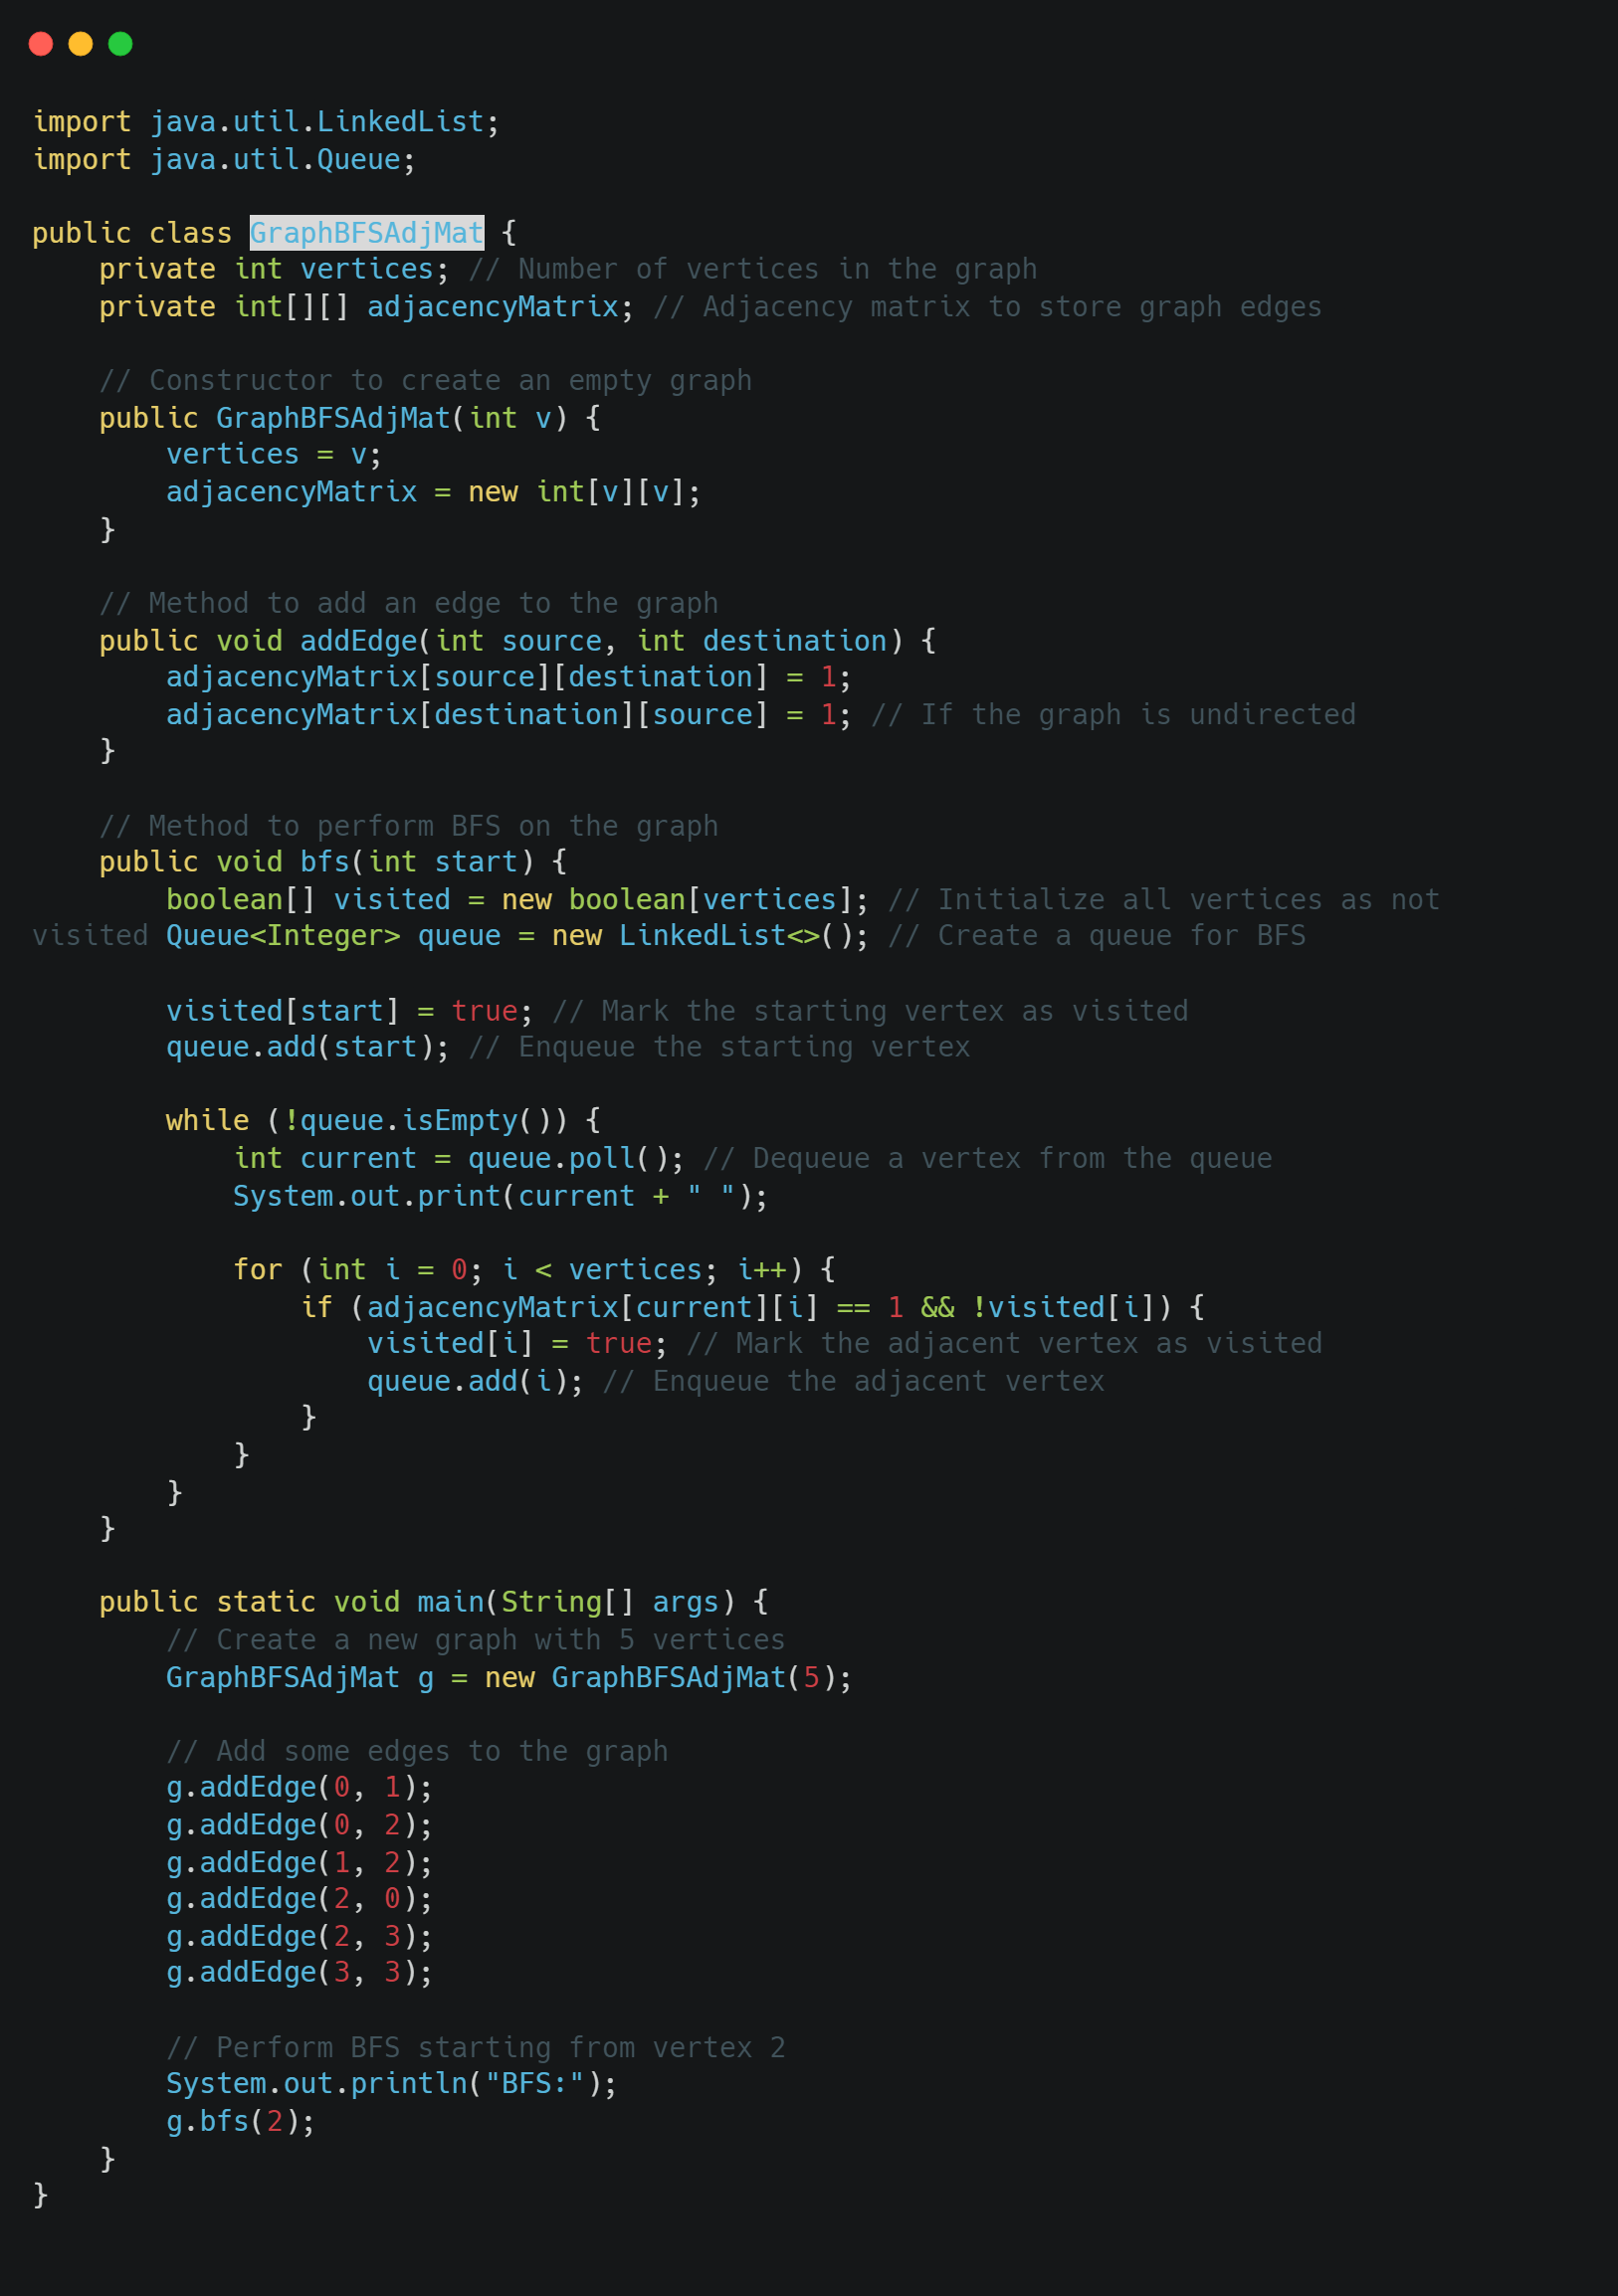 import java.util.LinkedList;
import java.util.Queue;

public class GraphBFSAdjMat {
    private int vertices; // Number of vertices in the graph
    private int[][] adjacencyMatrix; // Adjacency matrix to store graph edges

    // Constructor to create an empty graph
    public GraphBFSAdjMat(int v) {
        vertices = v;
        adjacencyMatrix = new int[v][v];
    }

    // Method to add an edge to the graph
    public void addEdge(int source, int destination) {
        adjacencyMatrix[source][destination] = 1;
        adjacencyMatrix[destination][source] = 1; // If the graph is undirected
    }

    // Method to perform BFS on the graph
    public void bfs(int start) {
        boolean[] visited = new boolean[vertices]; // Initialize all vertices as not
visited Queue<Integer> queue = new LinkedList<>(); // Create a queue for BFS

        visited[start] = true; // Mark the starting vertex as visited
        queue.add(start); // Enqueue the starting vertex

        while (!queue.isEmpty()) {
            int current = queue.poll(); // Dequeue a vertex from the queue
            System.out.print(current + " ");

            for (int i = 0; i < vertices; i++) {
                if (adjacencyMatrix[current][i] == 1 && !visited[i]) {
                    visited[i] = true; // Mark the adjacent vertex as visited
                    queue.add(i); // Enqueue the adjacent vertex
                }
            }
        }
    }

    public static void main(String[] args) {
        // Create a new graph with 5 vertices
        GraphBFSAdjMat g = new GraphBFSAdjMat(5);

        // Add some edges to the graph
        g.addEdge(0, 1);
        g.addEdge(0, 2);
        g.addEdge(1, 2);
        g.addEdge(2, 0);
        g.addEdge(2, 3);
        g.addEdge(3, 3);

        // Perform BFS starting from vertex 2
        System.out.println("BFS:");
        g.bfs(2);
    }
}